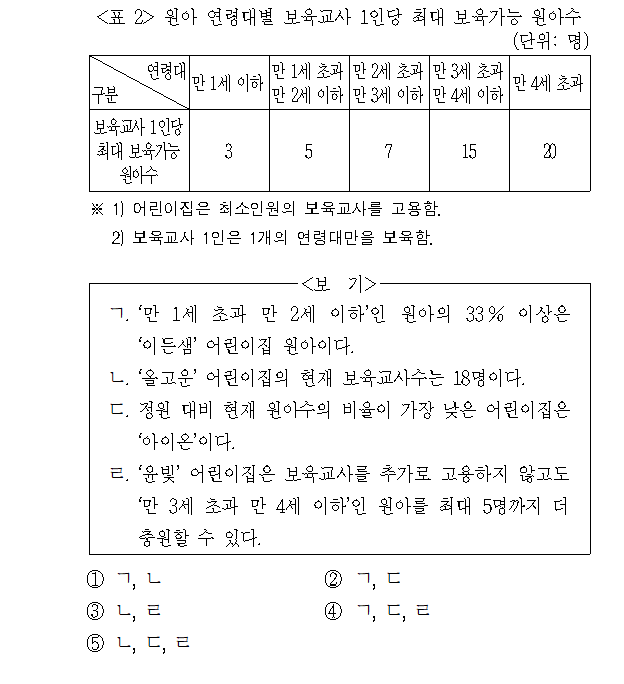 <표 2> 원아 연령대별 보육교사 1인당 최대 보육가능 원아수
(단위: 명)
연령대
구분
만 1세 이하
만 1세 초과
만 2세 이하
만 2세 초과
만 3세 이하
만 3세 초과
만 4세 이하
만 4세 초과
보육교사 1인당
최대 보육가능
원아수
3 5 7 15 20
※ 1) 어린이집은 최소인원의 보육교사를 고용함.
2) 보육교사 1인은 1개의 연령대만을 보육함.
<보 기>
ㄱ. ‘만 1세 초과 만 2세 이하’인 원아의 33% 이상은
‘이든샘’ 어린이집 원아이다.
ㄴ. ‘올고운’ 어린이집의 현재 보육교사수는 18명이다.
ㄷ. 정원 대비 현재 원아수의 비율이 가장 낮은 어린이집은
‘아이온’이다.
ㄹ. ‘윤빛’ 어린이집은 보육교사를 추가로 고용하지 않고도
‘만 3세 초과 만 4세 이하’인 원아를 최대 5명까지 더
충원할 수 있다.
① ㄱ, ㄴ ② ㄱ, ㄷ
③ ㄴ, ㄹ ④ ㄱ, ㄷ, ㄹ
⑤ ㄴ, ㄷ, ㄹ